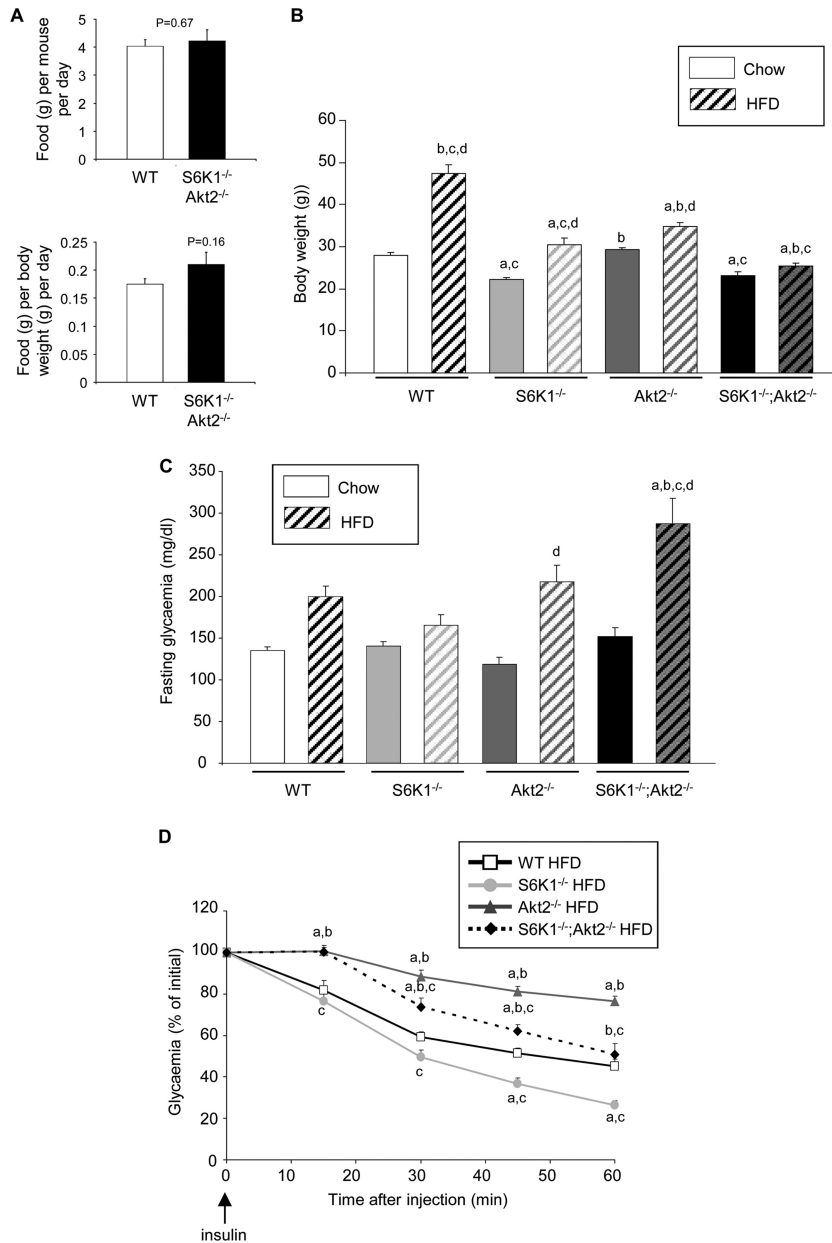 A
P=0.67
Food (g) per mouse
per day
5
4
3
2
1
0
WT
S6K1-/-
Akt2-/-
P=0.16
Food (g) per body
weight (g) per day
0.25
0.2
0.15
0.1
0.05
0
WT
S6K1-/-
Akt2-/-
B
Chow
HFD
Body weight (g))
60
50
40
30
20
10
0
b,c,d
a,c
a,c,d
b
a,b,d
a,c
a,b,c
WT
S6K1-/-
Akt2-/-
S6K1-/-;Akt2-/-
C
Chow
HFD
Fasting glycaemia (mg/dl)
350
300
250
200
150
100
50
0
d
a,b,c,d
WT
S6K1-/-
Akt2-/-
S6K1-/-;Akt2-/-
D
WT HFD
S6K1-/- HFD
Akt2-/- HFD
S6K1-/-;Akt2-/- HFD
Glycaemia (% of initial)
120
100
80
60
40
20
0
a,b
a,b
a,b
a,b
a,b,c
a,b,c
b,c
c
c
a,c
a,c
0
10
20
30
40
50
60
Time after injection (min)
insulin